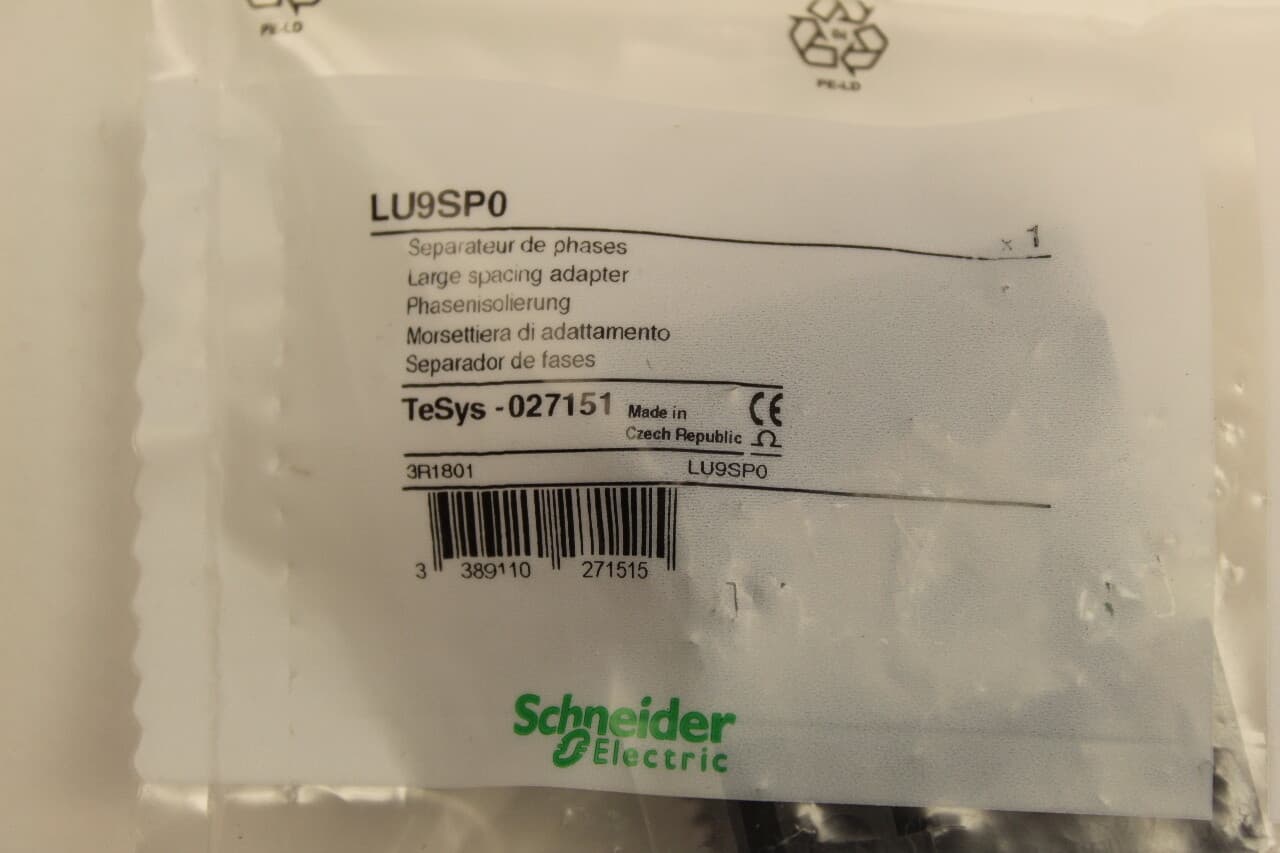 PE-LD
PE-LD
LU9SP0
x 1
Separateur de phases
Large spacing adapter
Phasenisolierung
Morsettiera di adattamento
Separador de fases
TeSys - 027151
Made in
Czech Republic
CE
3R1801
LU9SP0
3 389110 271515
Schneider
Electric